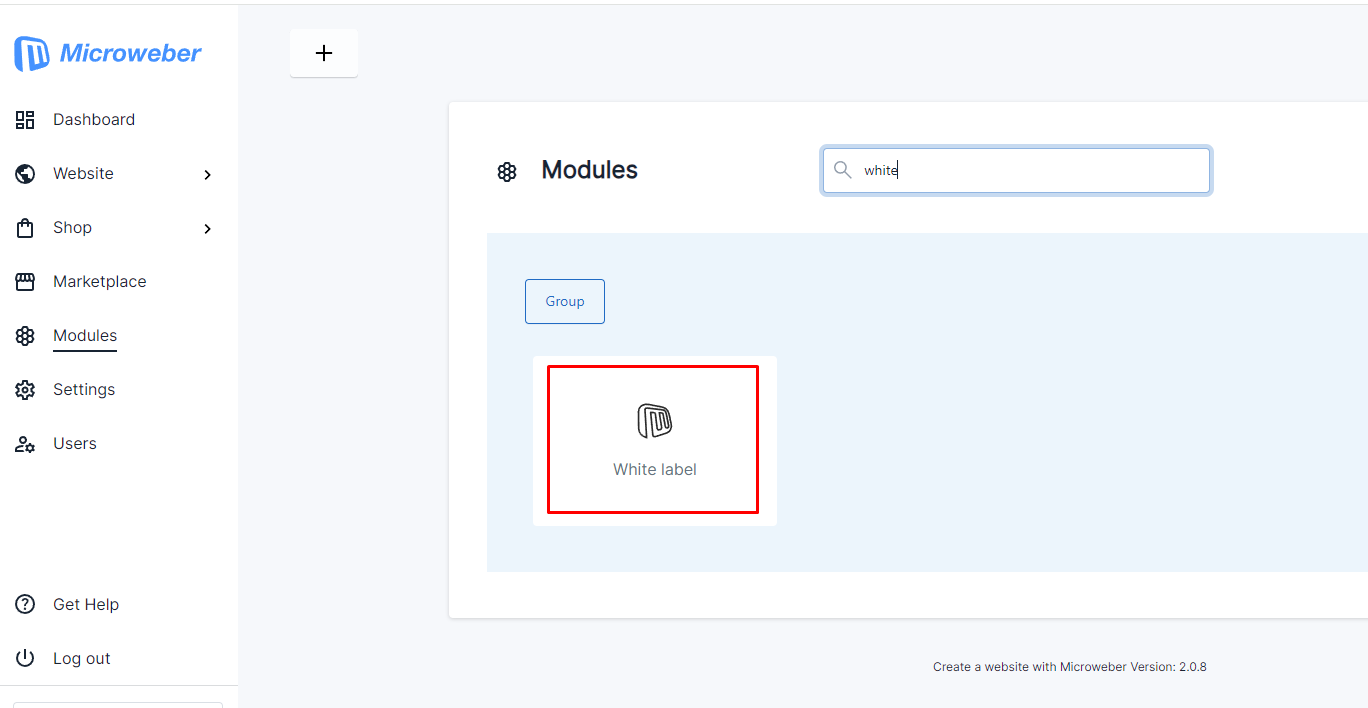 Microweber
Dashboard
Website
Shop
Marketplace
Modules
Settings
Users
Get Help
Log out
Modules
white
Group
White label
Create a website with Microweber Version: 2.0.8